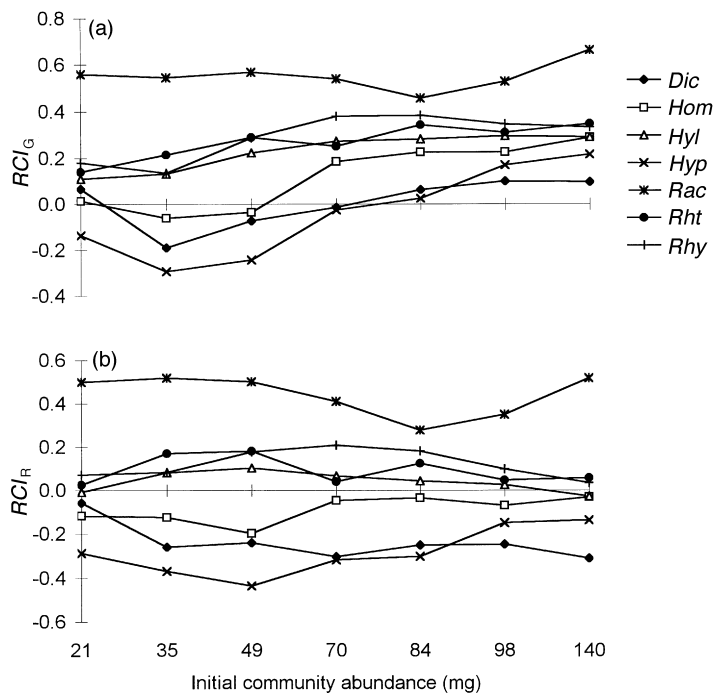 (a)
0.8
0.6
0.4
0.2
0.0
-0.2
-0.4
RCI_G
Dic
Hom
Hyl
Hyp
Rac
Rht
Rhy
(b)
0.6
0.4
0.2
0.0
-0.2
-0.4
-0.6
RCI_R
21 35 49 70 84 98 140
Initial community abundance (mg)